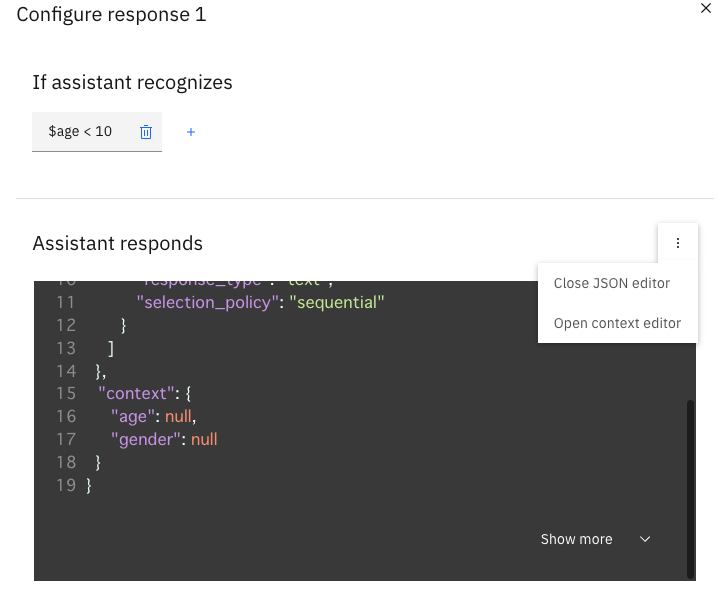 Configure response 1
If assistant recognizes
$age < 10
+
Assistant responds
Close JSON editor
Open context editor
10 "response_type": "text",
11 "selection_policy": "sequential"
12 }
13 ]
14 },
15 "context": {
16 "age": null,
17 "gender": null
18 }
19 }
Show more